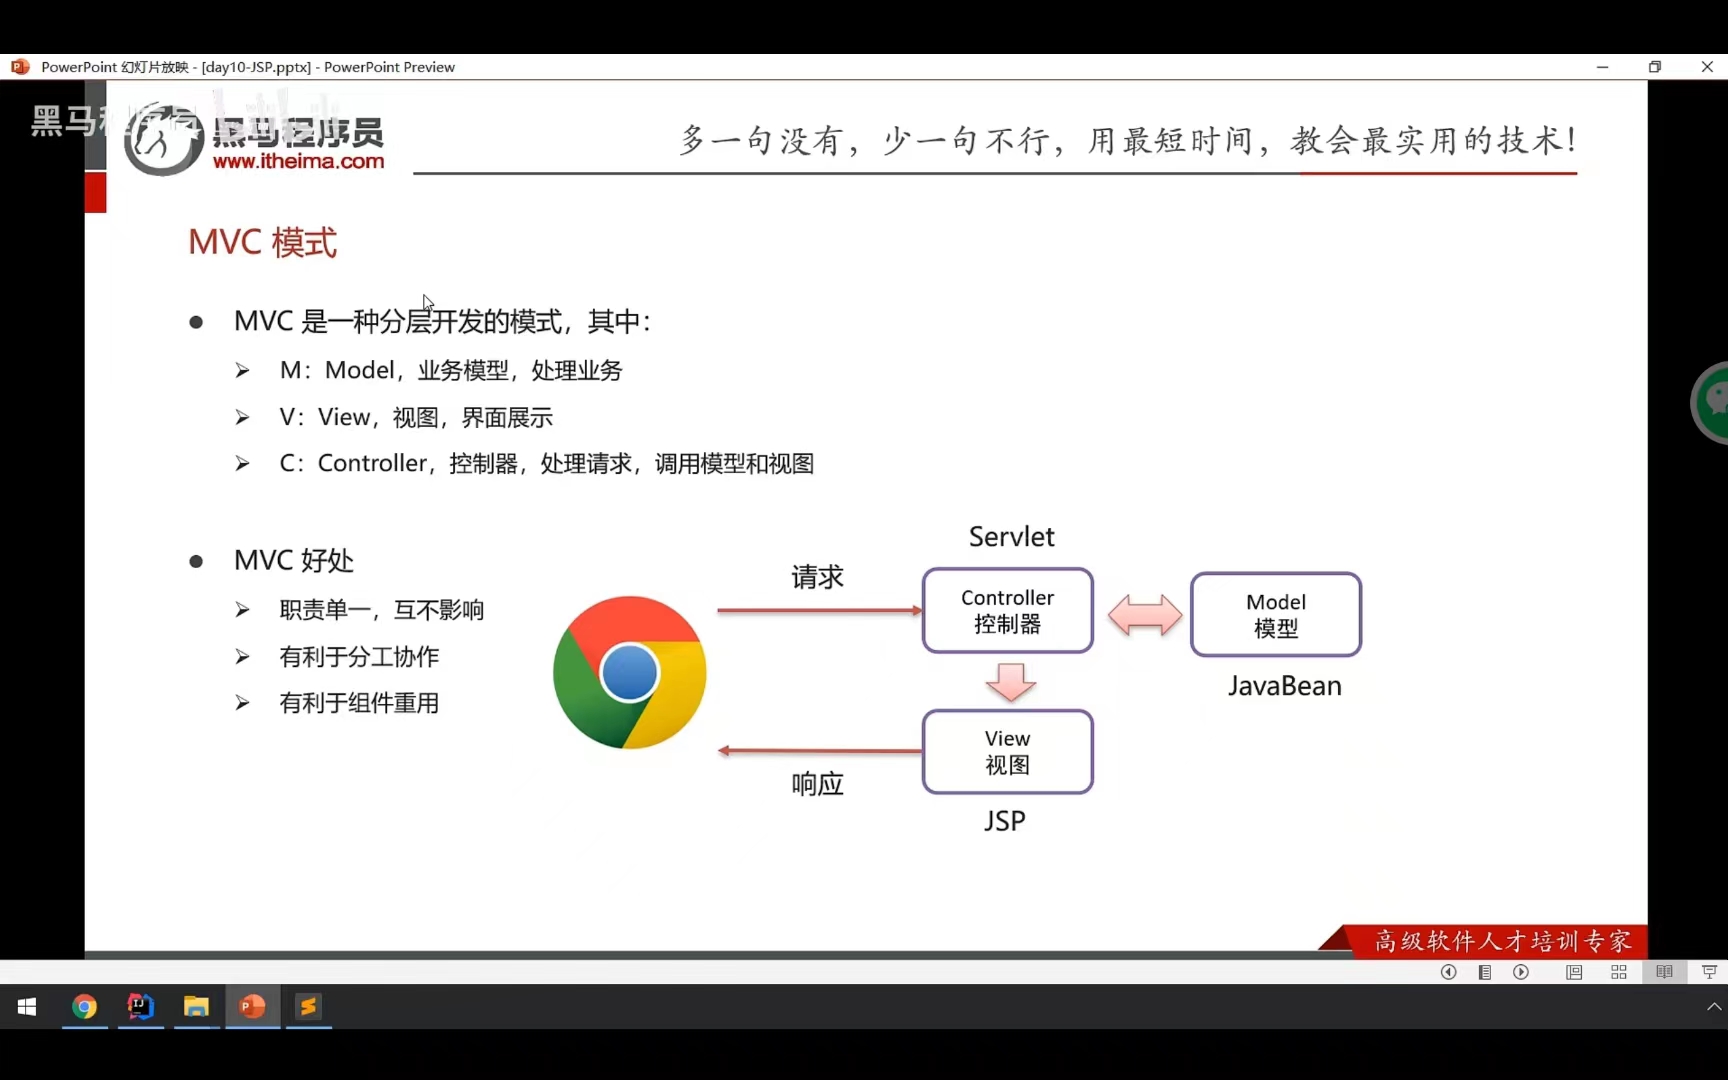 PowerPoint 幻灯片放映 - [day10-JSP.pptx] - PowerPoint Preview
黑马程序员
黑马程序员
www.itheima.com
多一句没有，少一句不行，用最短时间，教会最实用的技术！
MVC 模式
MVC 是一种分层开发的模式，其中：
M：Model，业务模型，处理业务
V：View，视图，界面展示
C：Controller，控制器，处理请求，调用模型和视图
MVC 好处
职责单一，互不影响
有利于分工协作
有利于组件重用
请求
响应
Servlet
Controller
控制器
Model
模型
JavaBean
View
视图
JSP
高级软件人才培训专家